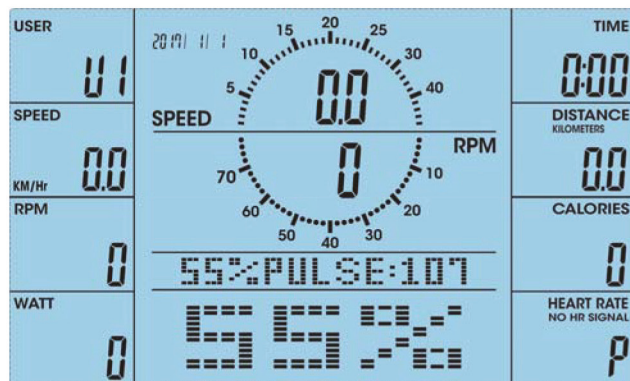 USER
U1
SPEED
KM/Hr 0.0
RPM
0
WATT
0
2017/ 1/ 1
5 10 15 20 25 30 40
SPEED
0.0
RPM
0
70 60 50 40 30 20 10
55%PULSE:107
55%
TIME
0:00
DISTANCE
KILOMETERS
0.0
CALORIES
0
HEART RATE
NO HR SIGNAL
P